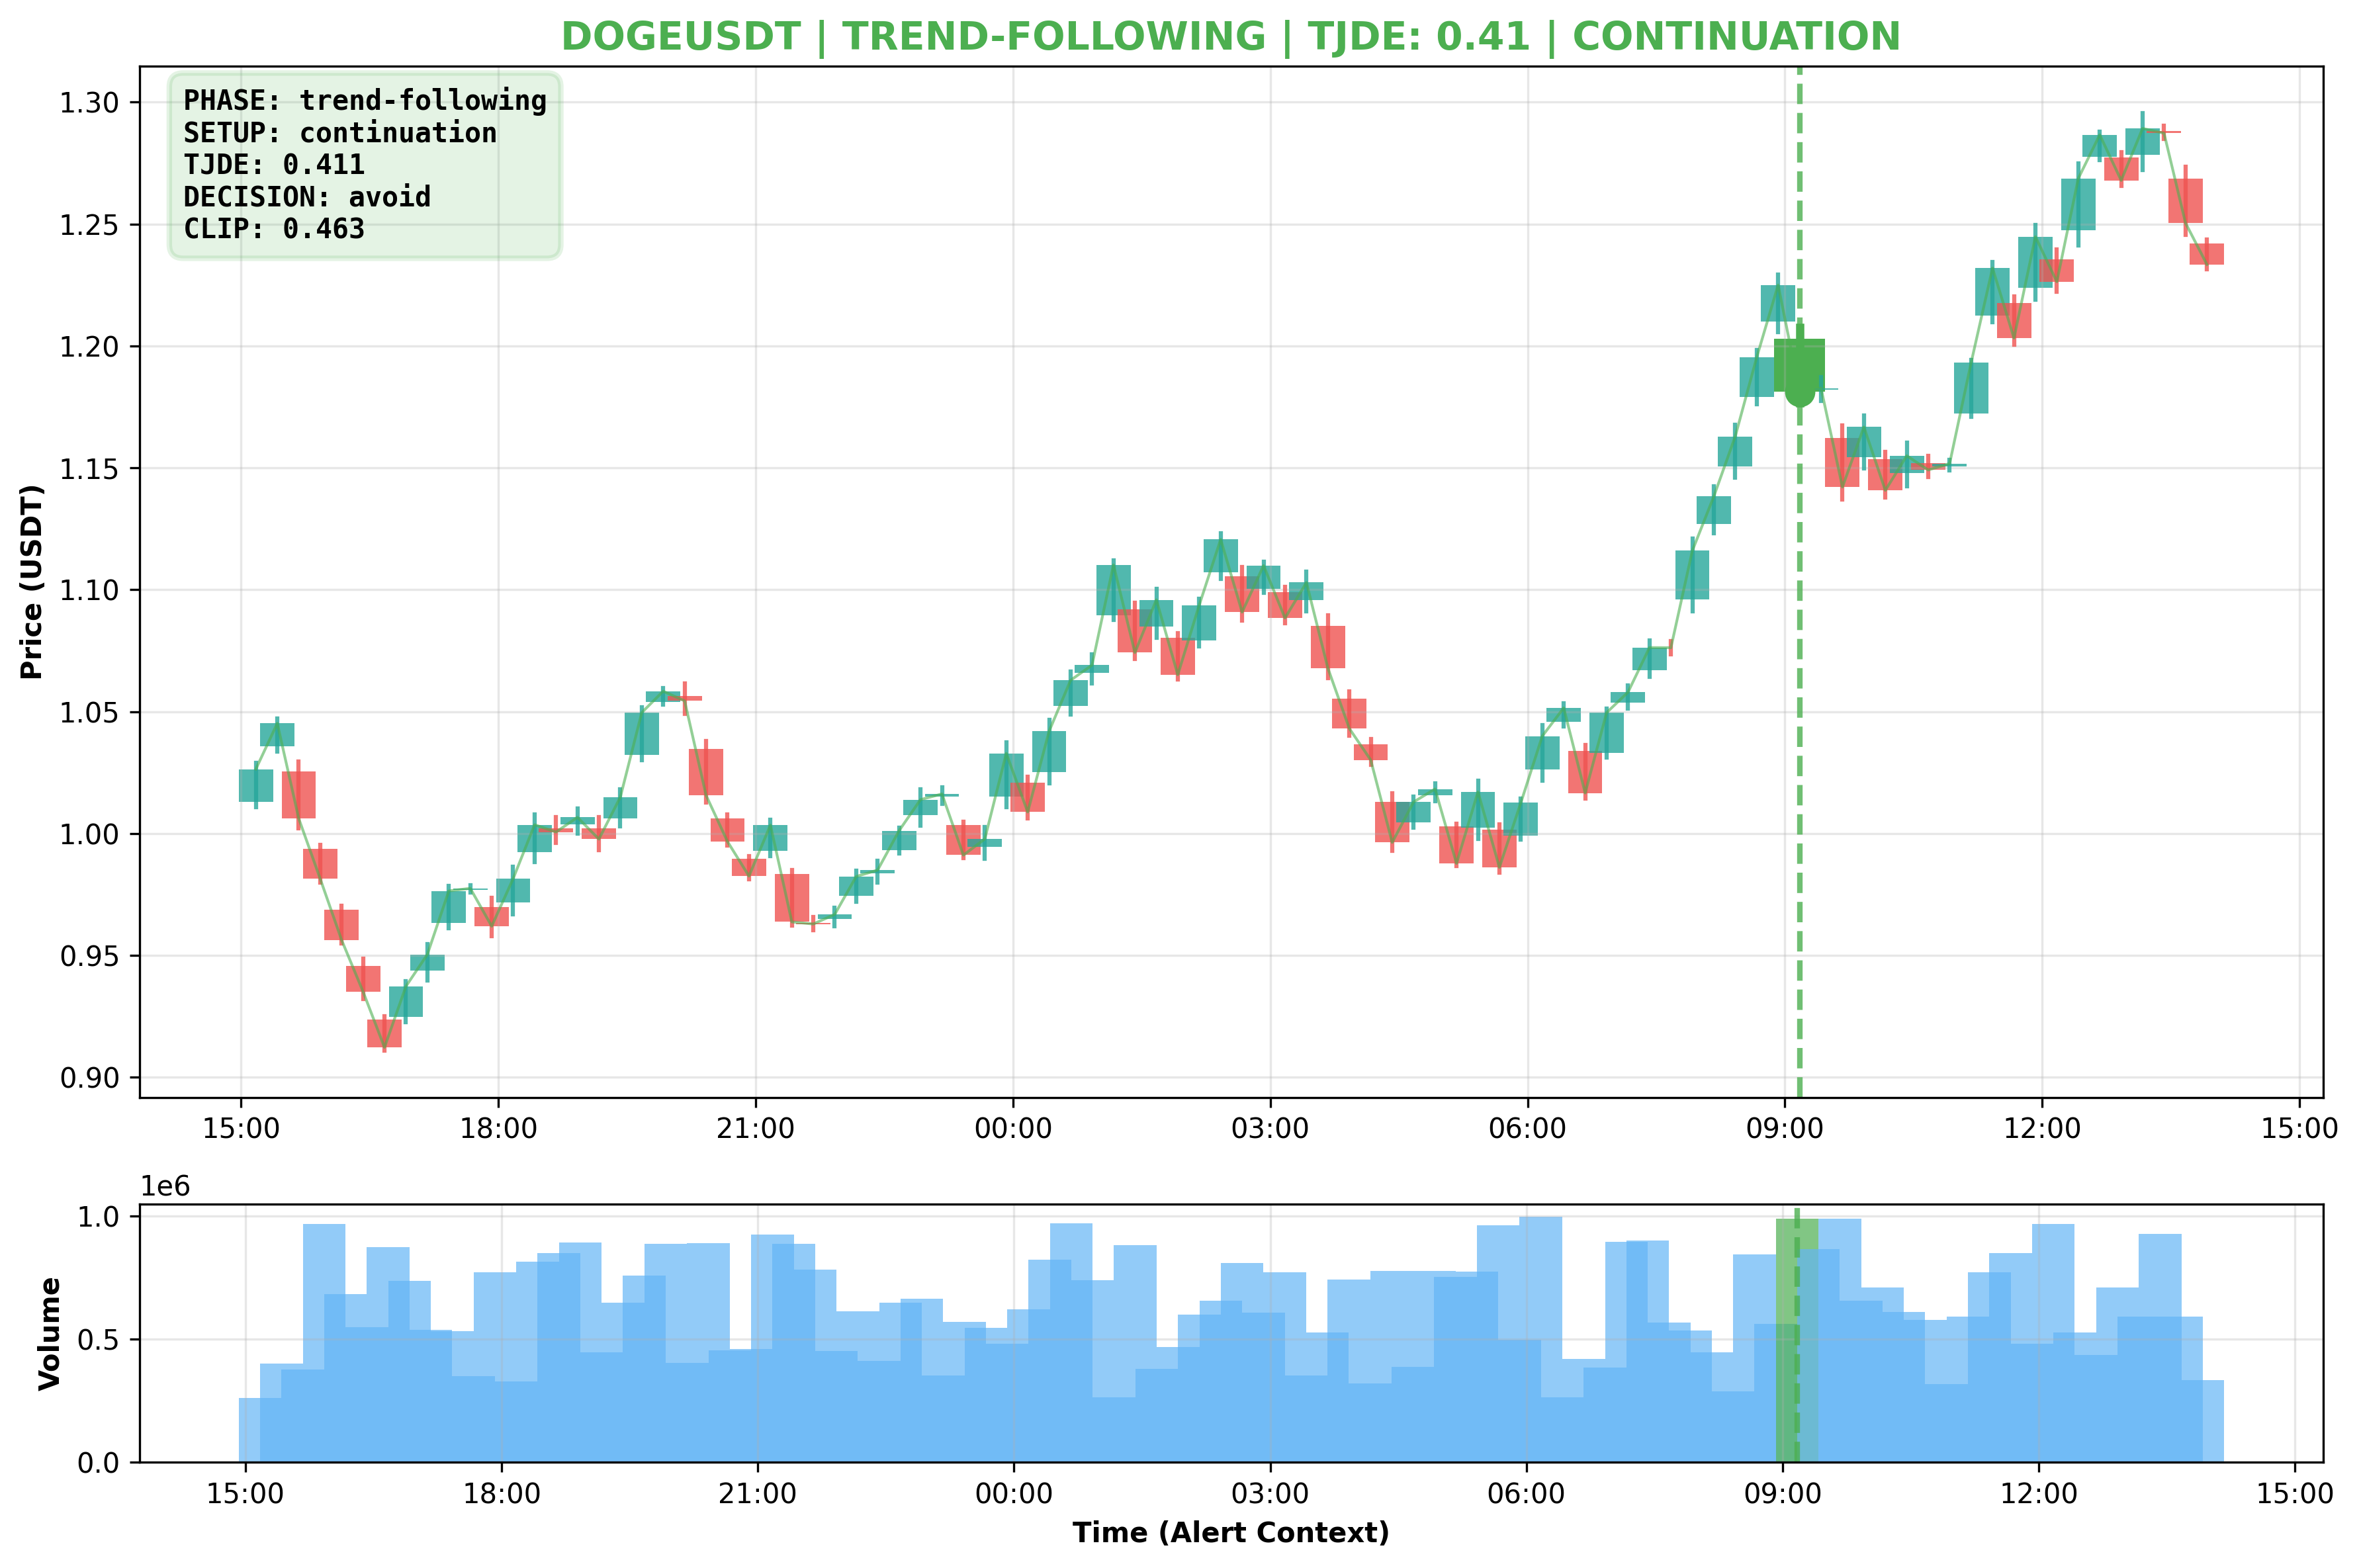 DOGEUSDT | TREND-FOLLOWING | TJDE: 0.41 | CONTINUATION
PHASE: trend-following
SETUP: continuation
TJDE: 0.411
DECISION: avoid
CLIP: 0.463
Price (USDT)
1.30
1.25
1.20
1.15
1.10
1.05
1.00
0.95
0.90
15:00 18:00 21:00 00:00 03:00 06:00 09:00 12:00 15:00
1e6
Volume
1.0
0.5
0.0
15:00 18:00 21:00 00:00 03:00 06:00 09:00 12:00 15:00
Time (Alert Context)